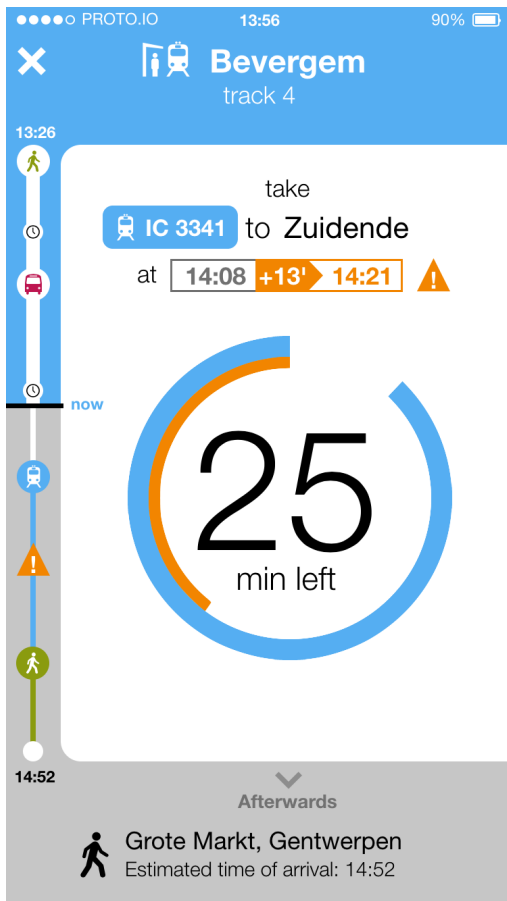 PROTO.IO 13:56 90%
Bevergem
track 4
13:26
take
IC 3341 to Zuidende
at 14:08 +13' 14:21 !
now
25
min left
!
14:52
Afterwards
Grote Markt, Gentwerpen
Estimated time of arrival: 14:52